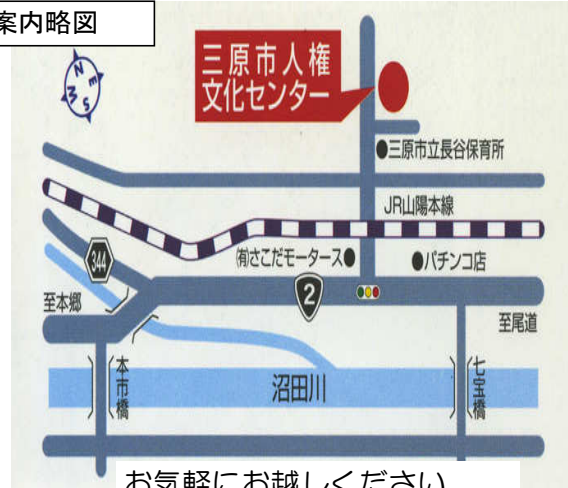 案内略図
N
E
S
W
三原市人権
文化センター
●三原市立長谷保育所
JR山陽本線
㈲さこだモータース●
●パチンコ店
344
2
至本郷
至尾道
本市橋
沼田川
七宝橋
お気軽にお越しください